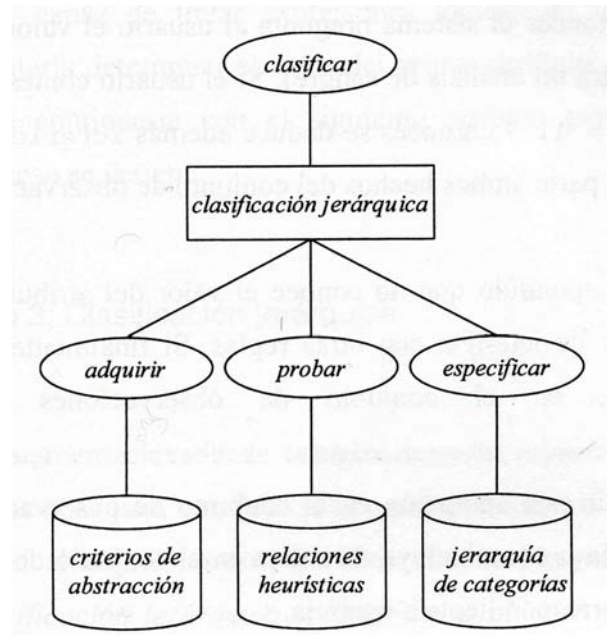 clasificar
clasificación jerárquica
adquirir
probar
especificar
criterios de
abstracción
relaciones
heurísticas
jerarquía
de categorías